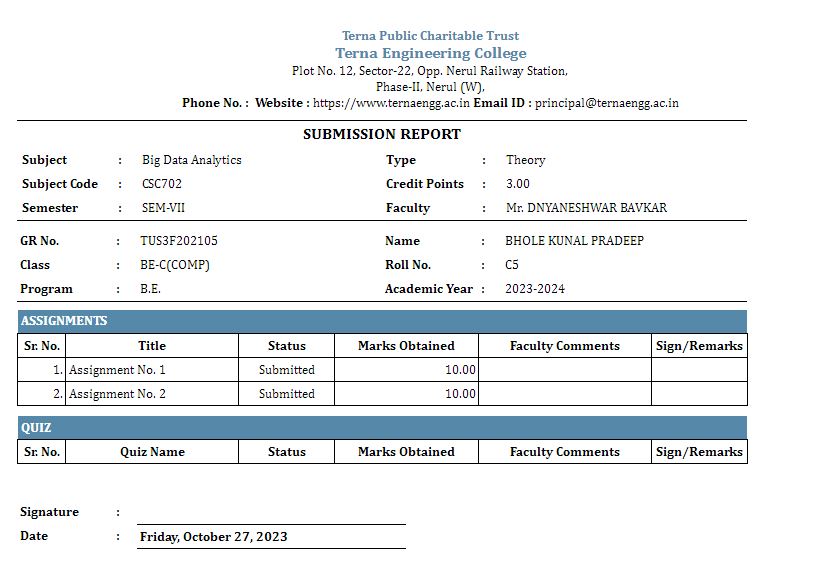 Terna Public Charitable Trust
Terna Engineering College
Plot No. 12, Sector-22, Opp. Nerul Railway Station,
Phase-II, Nerul (W),
Phone No. : Website : https://www.ternaengg.ac.in Email ID : principal@ternaengg.ac.in
SUBMISSION REPORT
Subject : Big Data Analytics Type : Theory
Subject Code : CSC702 Credit Points : 3.00
Semester : SEM-VII Faculty : Mr. DNYANESHWAR BAVKAR
GR No. : TUS3F202105 Name : BHOLE KUNAL PRADEEP
Class : BE-C(COMP) Roll No. : C5
Program : B.E. Academic Year : 2023-2024
ASSIGNMENTS
Sr. No. Title Status Marks Obtained Faculty Comments Sign/Remarks
1. Assignment No. 1 Submitted 10.00
2. Assignment No. 2 Submitted 10.00
QUIZ
Sr. No. Quiz Name Status Marks Obtained Faculty Comments Sign/Remarks
Signature :
Date : Friday, October 27, 2023